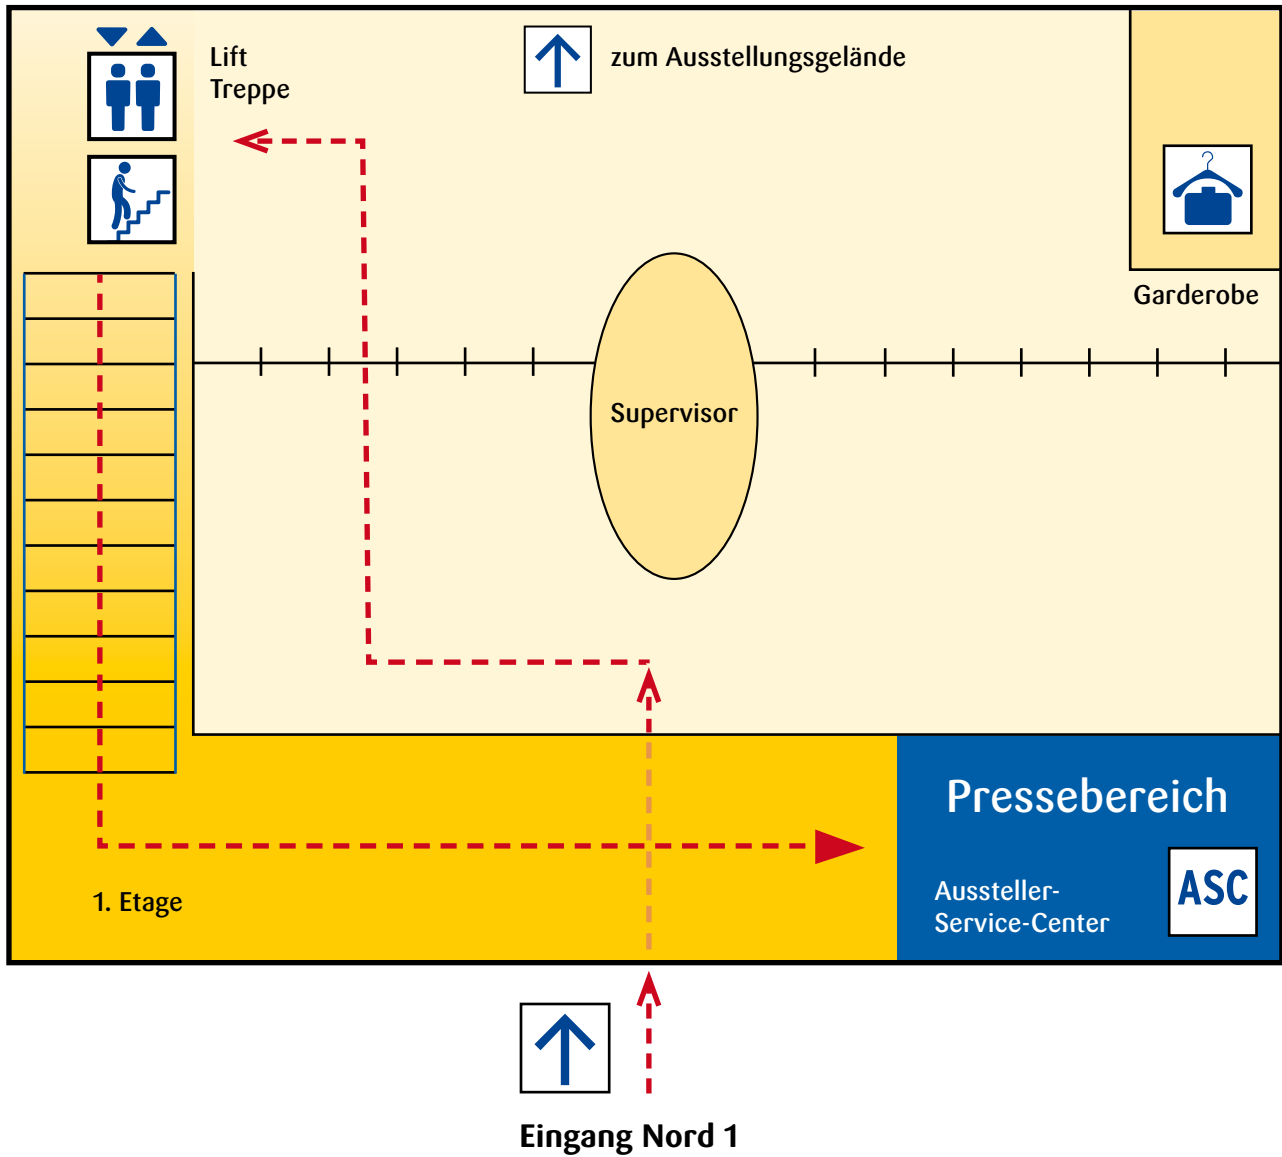 Lift
Treppe
zum Ausstellungsgelände
Garderobe
Supervisor
Pressebereich
1. Etage
Aussteller-
Service-Center
ASC
Eingang Nord 1